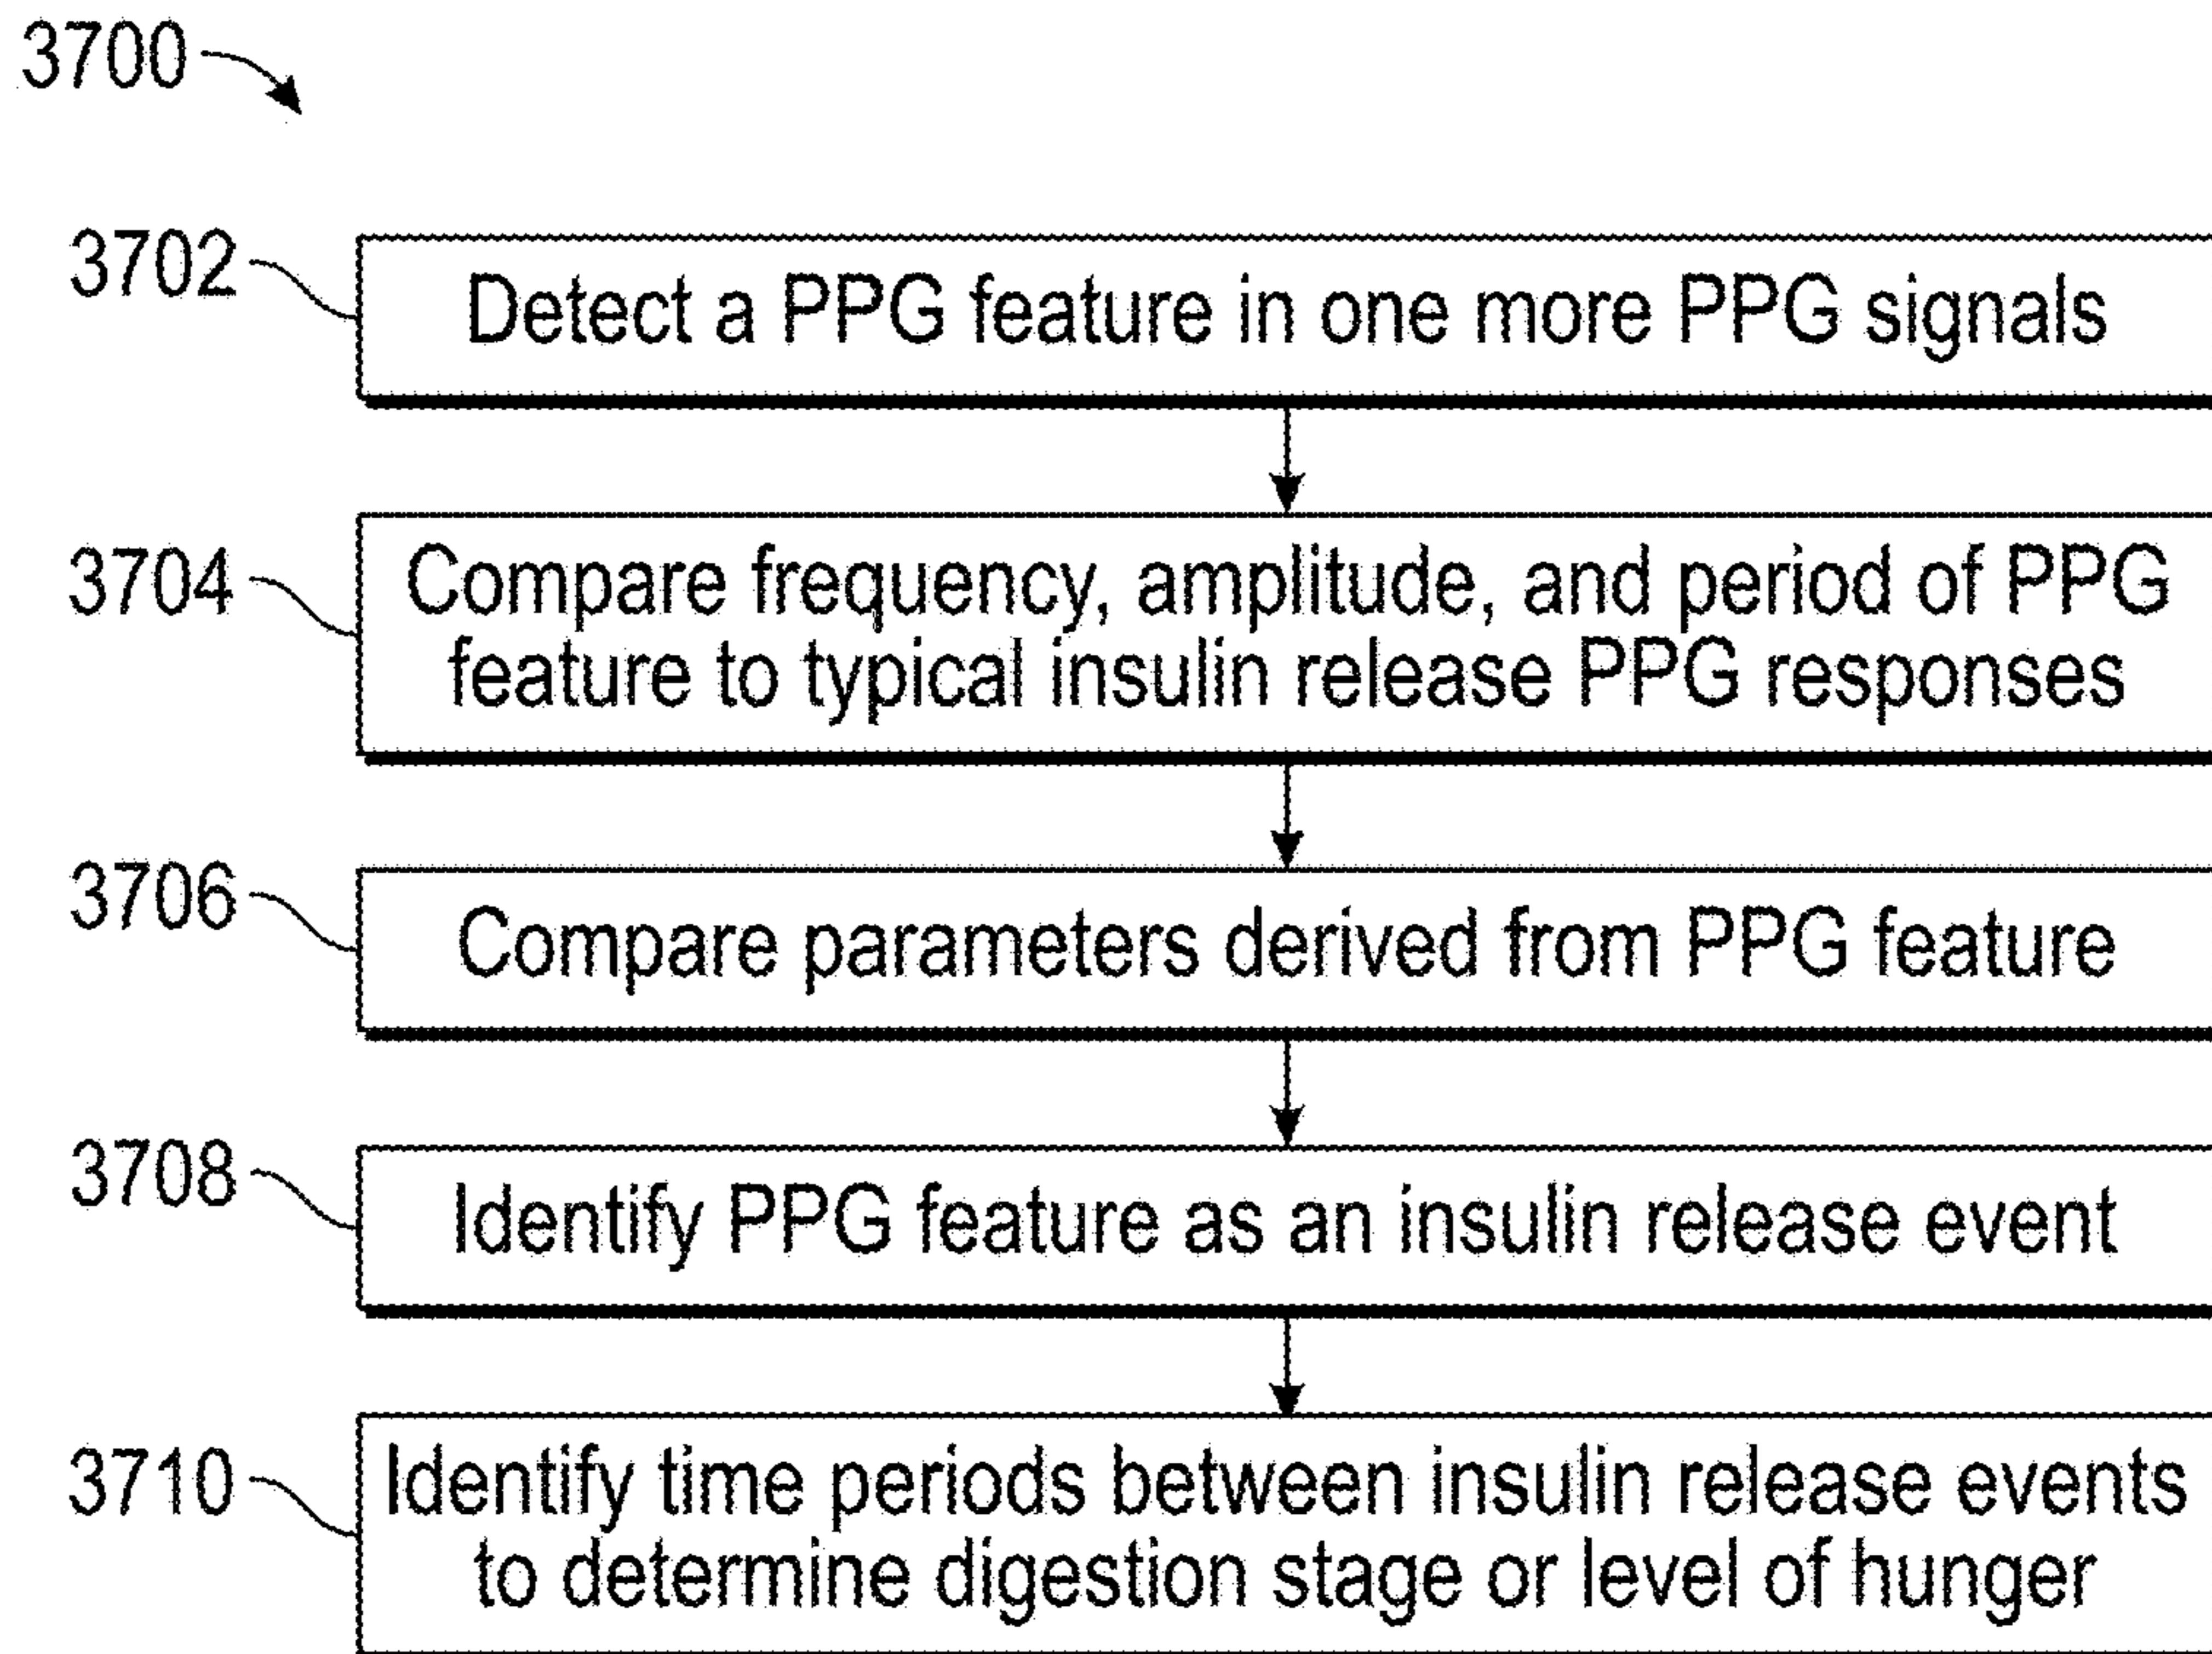 3700
3702
Detect a PPG feature in one more PPG signals
3704
Compare frequency, amplitude, and period of PPG
feature to typical insulin release PPG responses
3706
Compare parameters derived from PPG feature
3708
Identify PPG feature as an insulin release event
3710
Identify time periods between insulin release events
to determine digestion stage or level of hunger